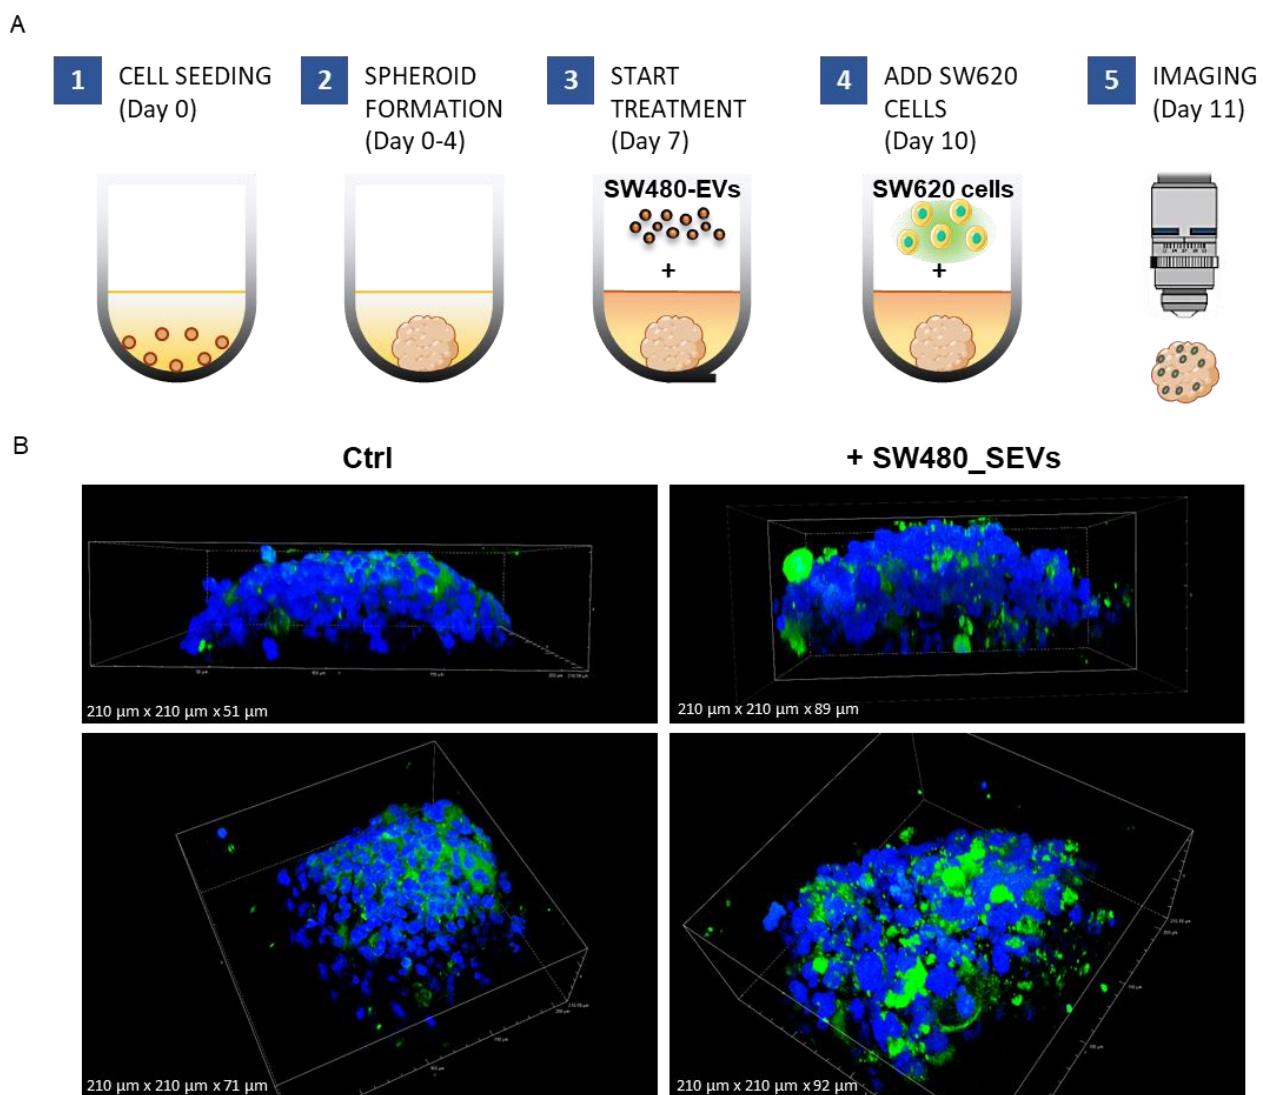 A
1 CELL SEEDING
(Day 0)
2 SPHEROID
FORMATION
(Day 0-4)
3 START
TREATMENT
(Day 7)
4 ADD SW620
CELLS
(Day 10)
5 IMAGING
(Day 11)
SW480-EVs
+
SW620 cells
+
B
Ctrl
+ SW480_SEVs
210 µm x 210 µm x 51 µm
210 µm x 210 µm x 89 µm
210 µm x 210 µm x 71 µm
210 µm x 210 µm x 92 µm